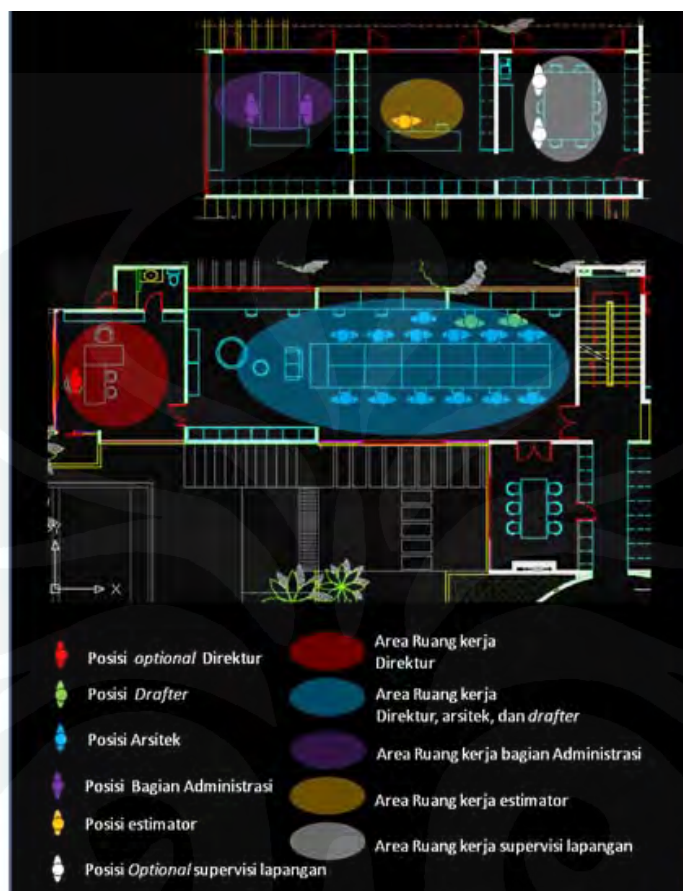 X
Posisi optional Direktur
Posisi Drafter
Posisi Arsitek
Posisi Bagian Administrasi
Posisi estimator
Posisi Optional supervisi lapangan
Area Ruang kerja
Direktur
Area Ruang kerja
Direktur, arsitek, dan drafter
Area Ruang kerja bagian Administrasi
Area Ruang kerja estimator
Area Ruang kerja supervisi lapangan